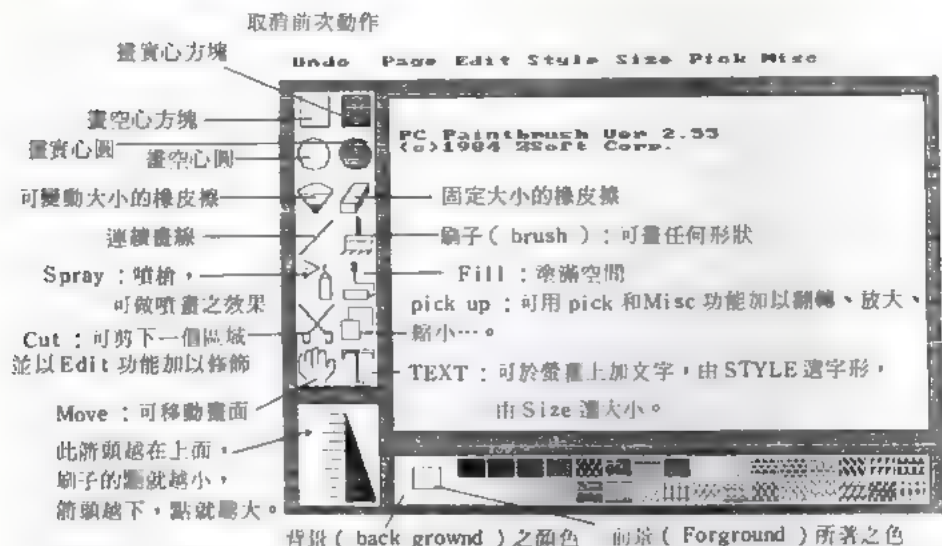 取消前次動作
畫實心方塊
Undo Page Edit Style Size Pick Misc
畫空心方塊
畫實心圓
畫空心圓
PC Paintbrush Ver 2.55
(c)1984 ZSoft Corp.
可變動大小的橡皮擦
固定大小的橡皮擦
連續畫線
刷子( brush ):可畫任何形狀
Spray:噴槍,
可做噴畫之效果
Fill:塗滿空間
pick up:可用 pick 和Misc 功能加以翻轉、放大、
縮小…。
Cut:可剪下一個區域
並以Edit 功能加以修飾
TEXT:可於螢幕上加文字,由 STYLE 選字形,
由 Size 選大小。
Move:可移動畫面
此箭頭越在上面,
刷子的點就越小,
箭頭越下,點就越大。
背景( back grownd )之顏色
前景( Forground )所著之色